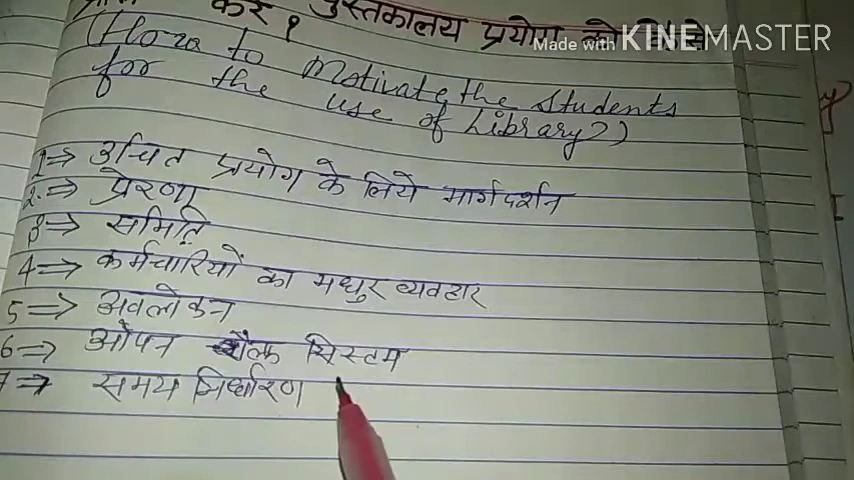 करें ? पुस्तकालय प्रयोग को कैसे
Made with KINEMASTER
(How to Motivate the Students
for the use of Library?)
1⇒ उचित प्रयोग के लिये मार्गदर्शन
2⇒ प्रेरणा
3⇒ समिति
4⇒ कर्मचारियों का मधुर व्यवहार
5⇒ अवलोकन
6⇒ ओपन शैल्फ सिस्टम
7⇒ समय निर्धारण